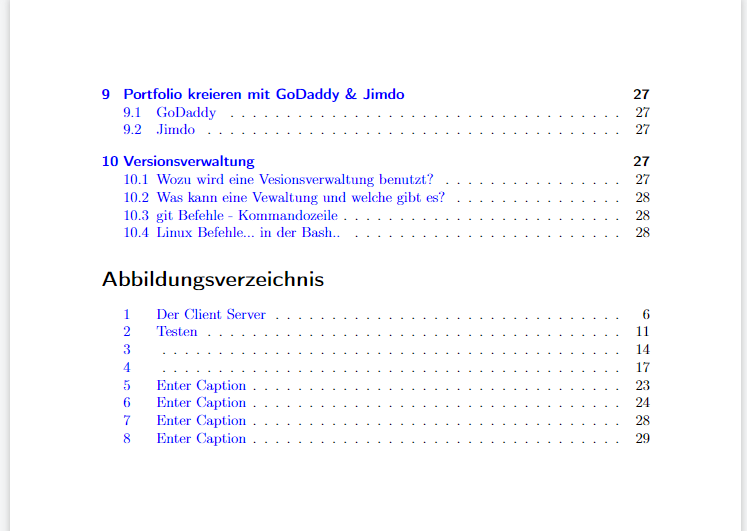 9 Portfolio kreieren mit GoDaddy & Jimdo 27
9.1 GoDaddy . . . . . . . . . . . . . . . . . . . . . . . . . . . . . . . . . . . 27
9.2 Jimdo . . . . . . . . . . . . . . . . . . . . . . . . . . . . . . . . . . . . . 27
10 Versionsverwaltung 27
10.1 Wozu wird eine Vesionsverwaltung benutzt? . . . . . . . . . . . . . . . . 27
10.2 Was kann eine Vewaltung und welche gibt es? . . . . . . . . . . . . . . . 28
10.3 git Befehle - Kommandozeile . . . . . . . . . . . . . . . . . . . . . . . . . 28
10.4 Linux Befehle... in der Bash.. . . . . . . . . . . . . . . . . . . . . . . . . 28
Abbildungsverzeichnis
1 Der Client Server . . . . . . . . . . . . . . . . . . . . . . . . . . . . . . . 6
2 Testen . . . . . . . . . . . . . . . . . . . . . . . . . . . . . . . . . . . . . 11
3 . . . . . . . . . . . . . . . . . . . . . . . . . . . . . . . . . . . . . . . . . 14
4 . . . . . . . . . . . . . . . . . . . . . . . . . . . . . . . . . . . . . . . . . 17
5 Enter Caption . . . . . . . . . . . . . . . . . . . . . . . . . . . . . . . . . 23
6 Enter Caption . . . . . . . . . . . . . . . . . . . . . . . . . . . . . . . . . 24
7 Enter Caption . . . . . . . . . . . . . . . . . . . . . . . . . . . . . . . . . 28
8 Enter Caption . . . . . . . . . . . . . . . . . . . . . . . . . . . . . . . . . 29